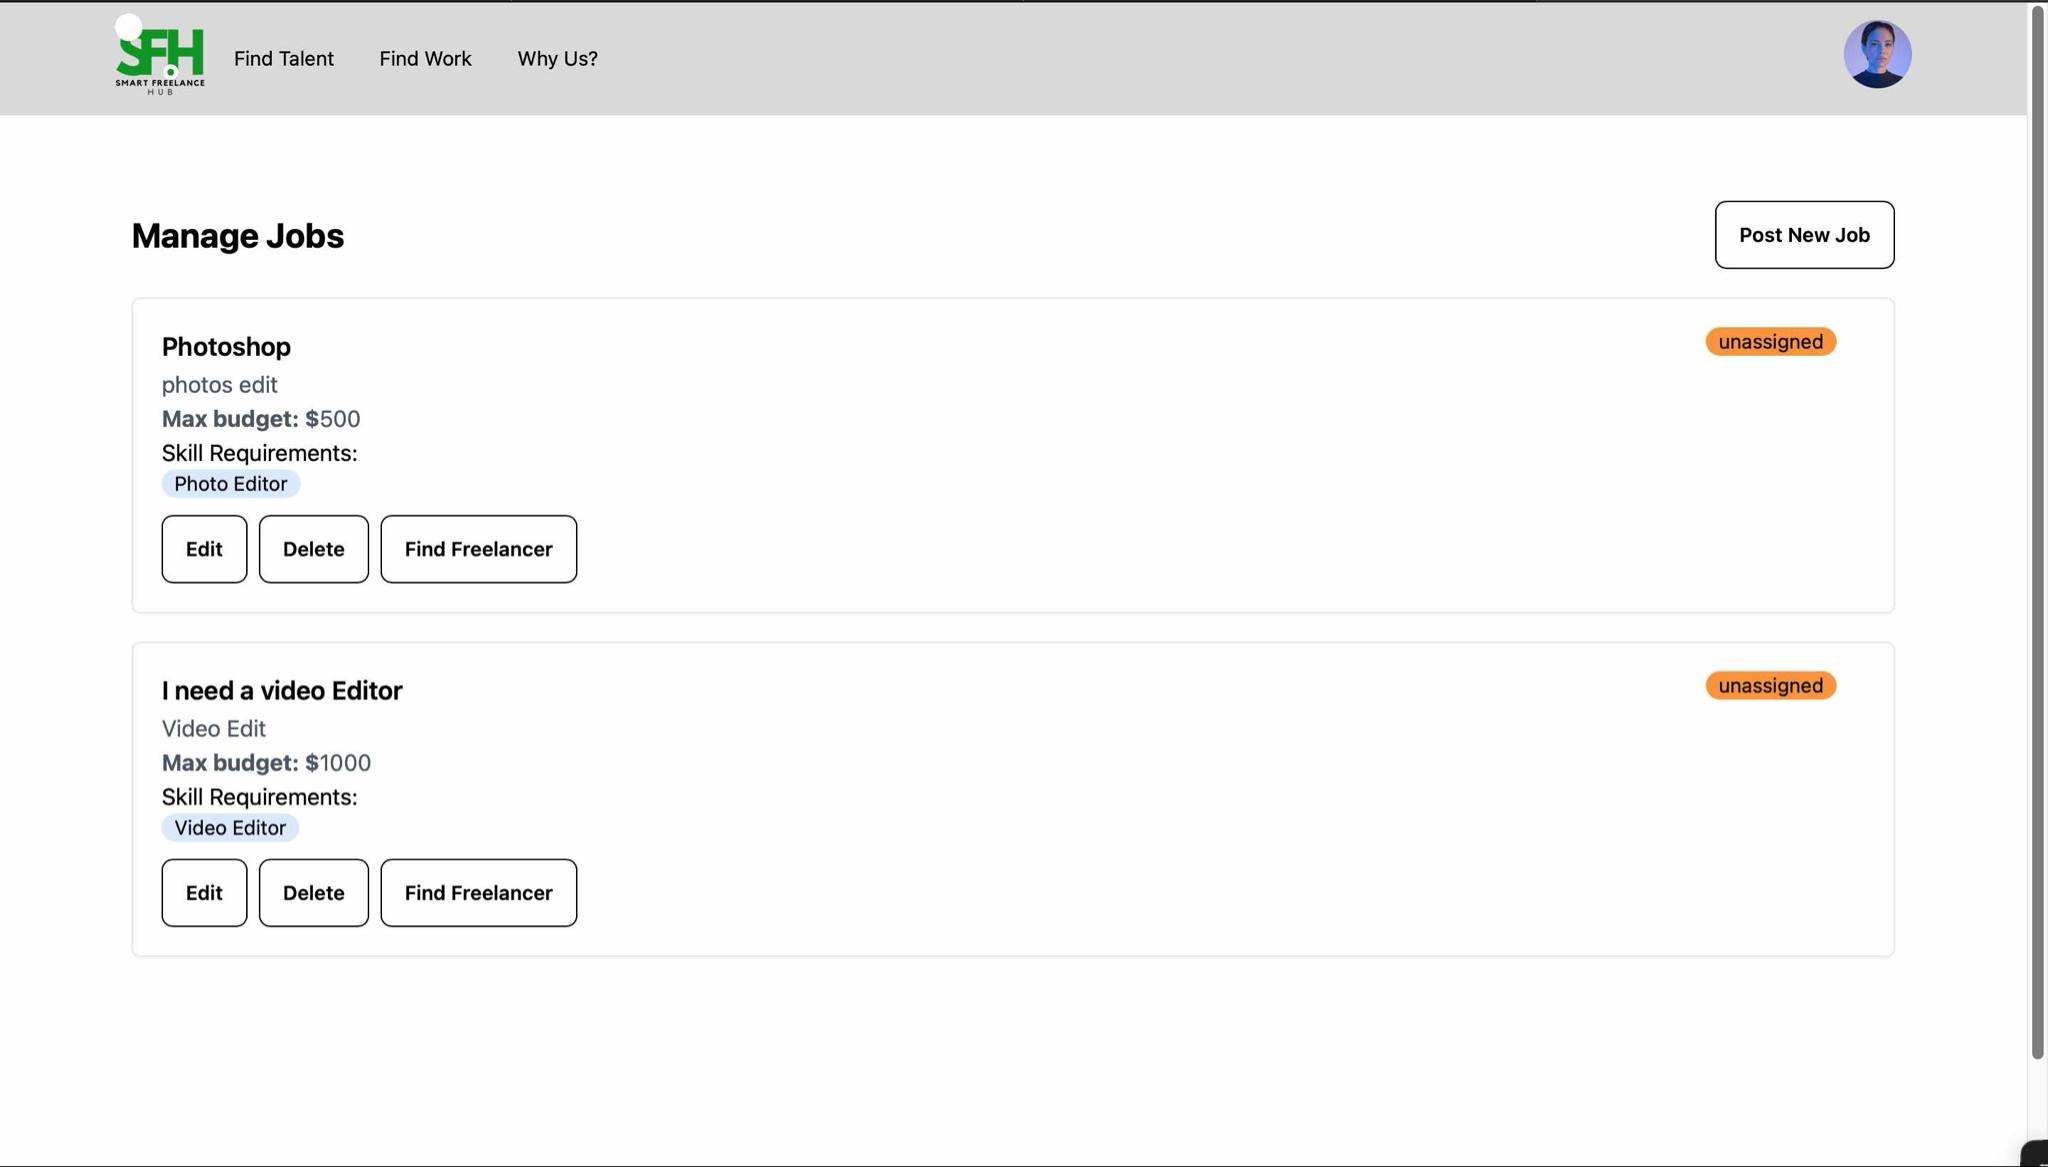 SFH
SMART FREELANCE
HUB
Find Talent
Find Work
Why Us?
Manage Jobs
Post New Job
Photoshop
unassigned
photos edit
Max budget: $500
Skill Requirements:
Photo Editor
Edit
Delete
Find Freelancer
I need a video Editor
unassigned
Video Edit
Max budget: $1000
Skill Requirements:
Video Editor
Edit
Delete
Find Freelancer